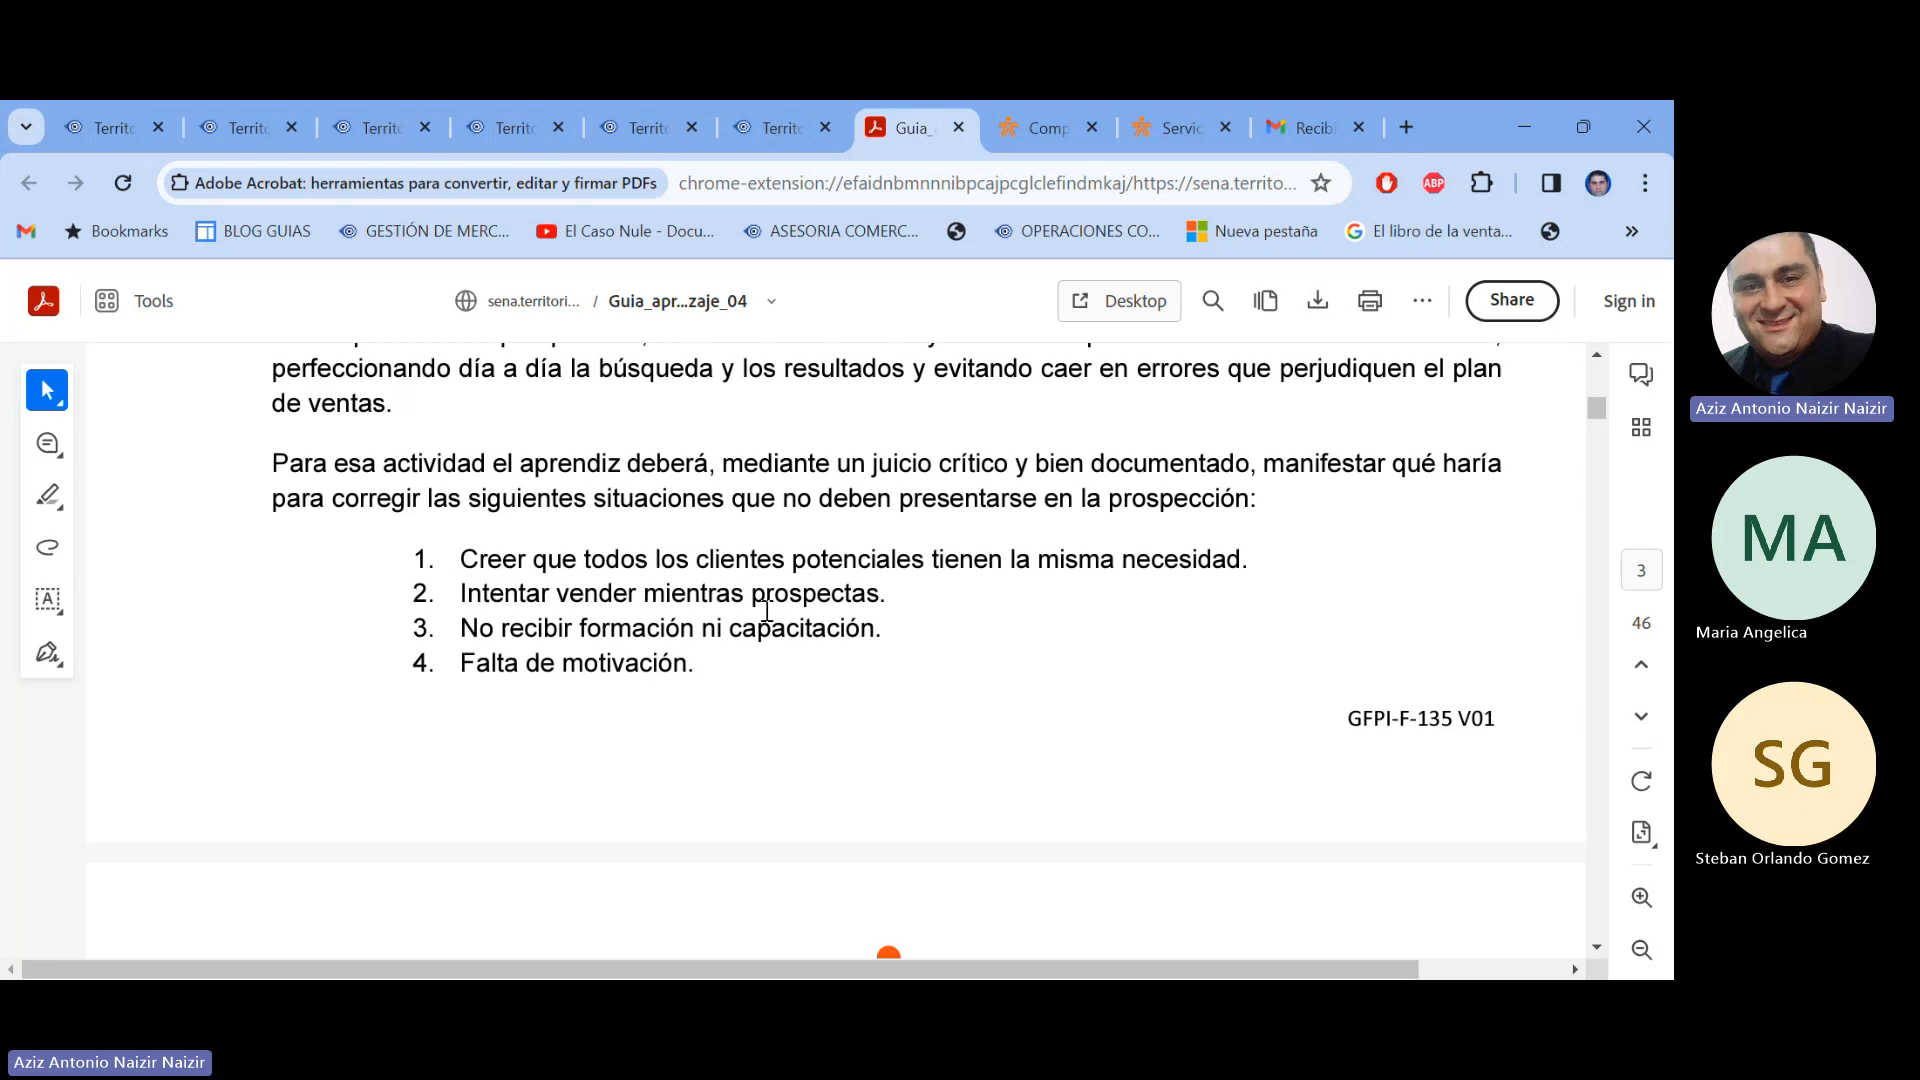 Territo
Territo
Territo
Territo
Territo
Territo
Guia_
Comp
Servic
Recibi
Adobe Acrobat: herramientas para convertir, editar y firmar PDFs
chrome-extension://efaidnbmnnnibpcajpcglclefindmkaj/https://sena.territo...
ABP
Bookmarks
BLOG GUIAS
GESTIÓN DE MERC...
El Caso Nule - Docu...
ASESORIA COMERC...
OPERACIONES CO...
Nueva pestaña
El libro de la venta...
»
Tools
sena.territori... / Guia_apr...zaje_04
Desktop
Share
Sign in
perfeccionando día a día la búsqueda y los resultados y evitando caer en errores que perjudiquen el plan
de ventas.
Para esa actividad el aprendiz deberá, mediante un juicio crítico y bien documentado, manifestar qué haría
para corregir las siguientes situaciones que no deben presentarse en la prospección:
1. Creer que todos los clientes potenciales tienen la misma necesidad.
2. Intentar vender mientras prospectas.
3. No recibir formación ni capacitación.
4. Falta de motivación.
GFPI-F-135 V01
3
46
Aziz Antonio Naizir Naizir
MA
Maria Angelica
SG
Steban Orlando Gomez
Aziz Antonio Naizir Naizir